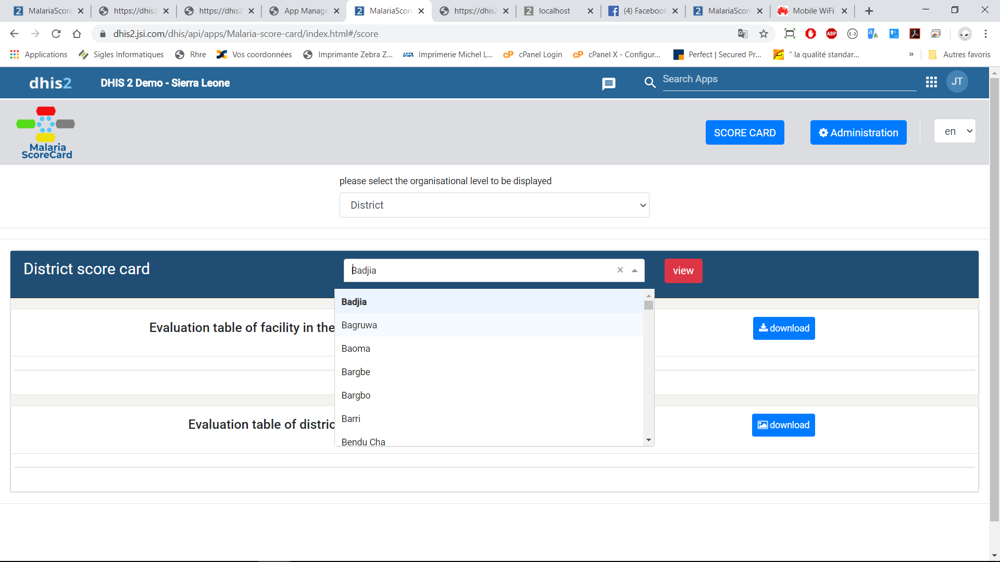 MalariaScore
https://dhis2
https://dhis2
App Manage
MalariaScore
https://dhis2
localhost
(4) Facebook
MalariaScore
Mobile WiFi
dhis2.jsi.com/dhis/api/apps/Malaria-score-card/index.html#/score
Applications
Sigles Informatiques
Rhre
Vos coordonnées
Imprimante Zebra Z...
IATA Imprimerie Michel L...
cP cPanel Login
cP cPanel X - Configur...
Perfect | Secured Pr...
" la qualité standar...
»
Autres favoris
dhis2
DHIS 2 Demo - Sierra Leone
Search Apps
JT
Malaria
ScoreCard
SCORE CARD
Administration
en
please select the organisational level to be displayed
District
District score card
Badjia
view
Badjia
Bagruwa
Baoma
Bargbe
Bargbo
Barri
Bendu Cha
Evaluation table of facility in the
download
Evaluation table of distric
download